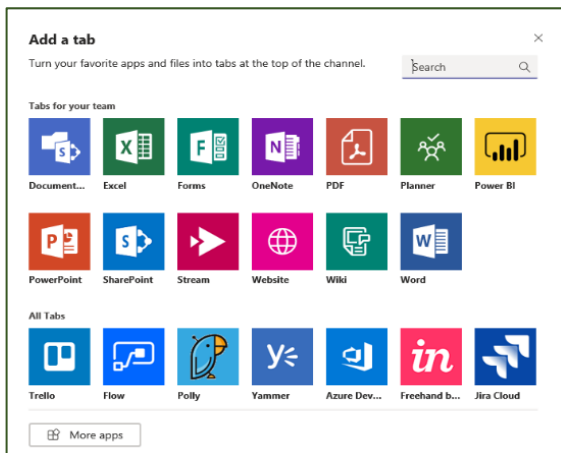 Add a tab
Turn your favorite apps and files into tabs at the top of the channel.
Search
Tabs for your team
Document... Excel Forms OneNote PDF Planner Power BI
PowerPoint SharePoint Stream Website Wiki Word
All Tabs
Trello Flow Polly Yammer Azure Dev... Freehand b... Jira Cloud
More apps